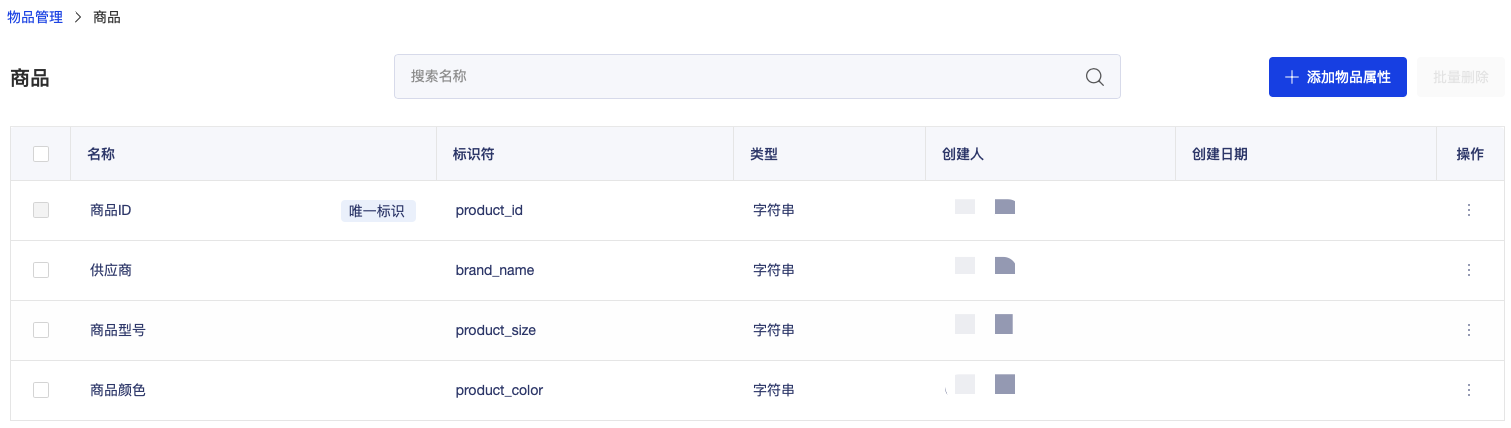 物品管理 > 商品
商品 搜索名称 添加物品属性 批量删除
名称 标识符 类型 创建人 创建日期 操作
商品ID 唯一标识 product_id 字符串
供应商 brand_name 字符串
商品型号 product_size 字符串
商品颜色 product_color 字符串